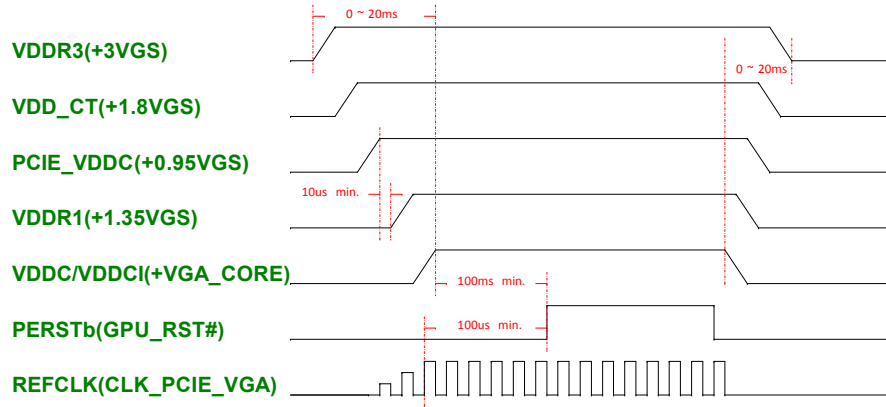 0 ~ 20ms
VDDR3(+3VGS)
0 ~ 20ms
VDD_CT(+1.8VGS)
PCIE_VDDC(+0.95VGS)
10us min.
VDDR1(+1.35VGS)
VDDC/VDDCI(+VGA_CORE)
100ms min.
PERSTb(GPU_RST#)
100us min.
REFCLK(CLK_PCIE_VGA)